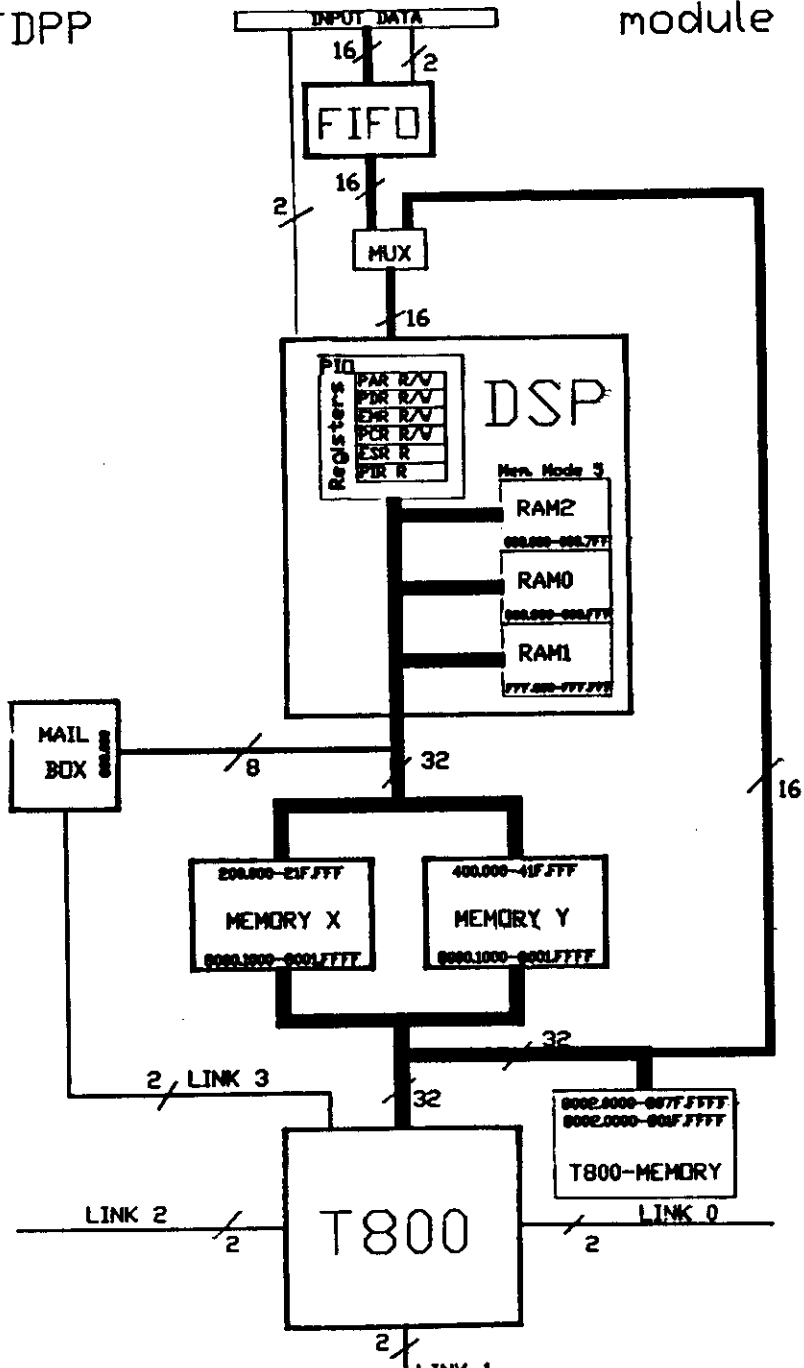 TDPP
module
INPUT DATA
16
2
FIFO
16
2
MUX
16
PIO
Registers
PAR R/W
PDR R/W
EMR R/W
PCR R/W
ESR R
PIR R
DSP
Mem. Mode 5
RAM2
RAM0
RAM1
FFF.FFF
MAIL
BOX
8
32
16
200.000-21F.FFF
MEMORY X
400.000-41F.FFF
MEMORY Y
2
LINK 3
32
32
T800-MEMORY
LINK 2
2
T800
LINK 0
2
2
LINK 1